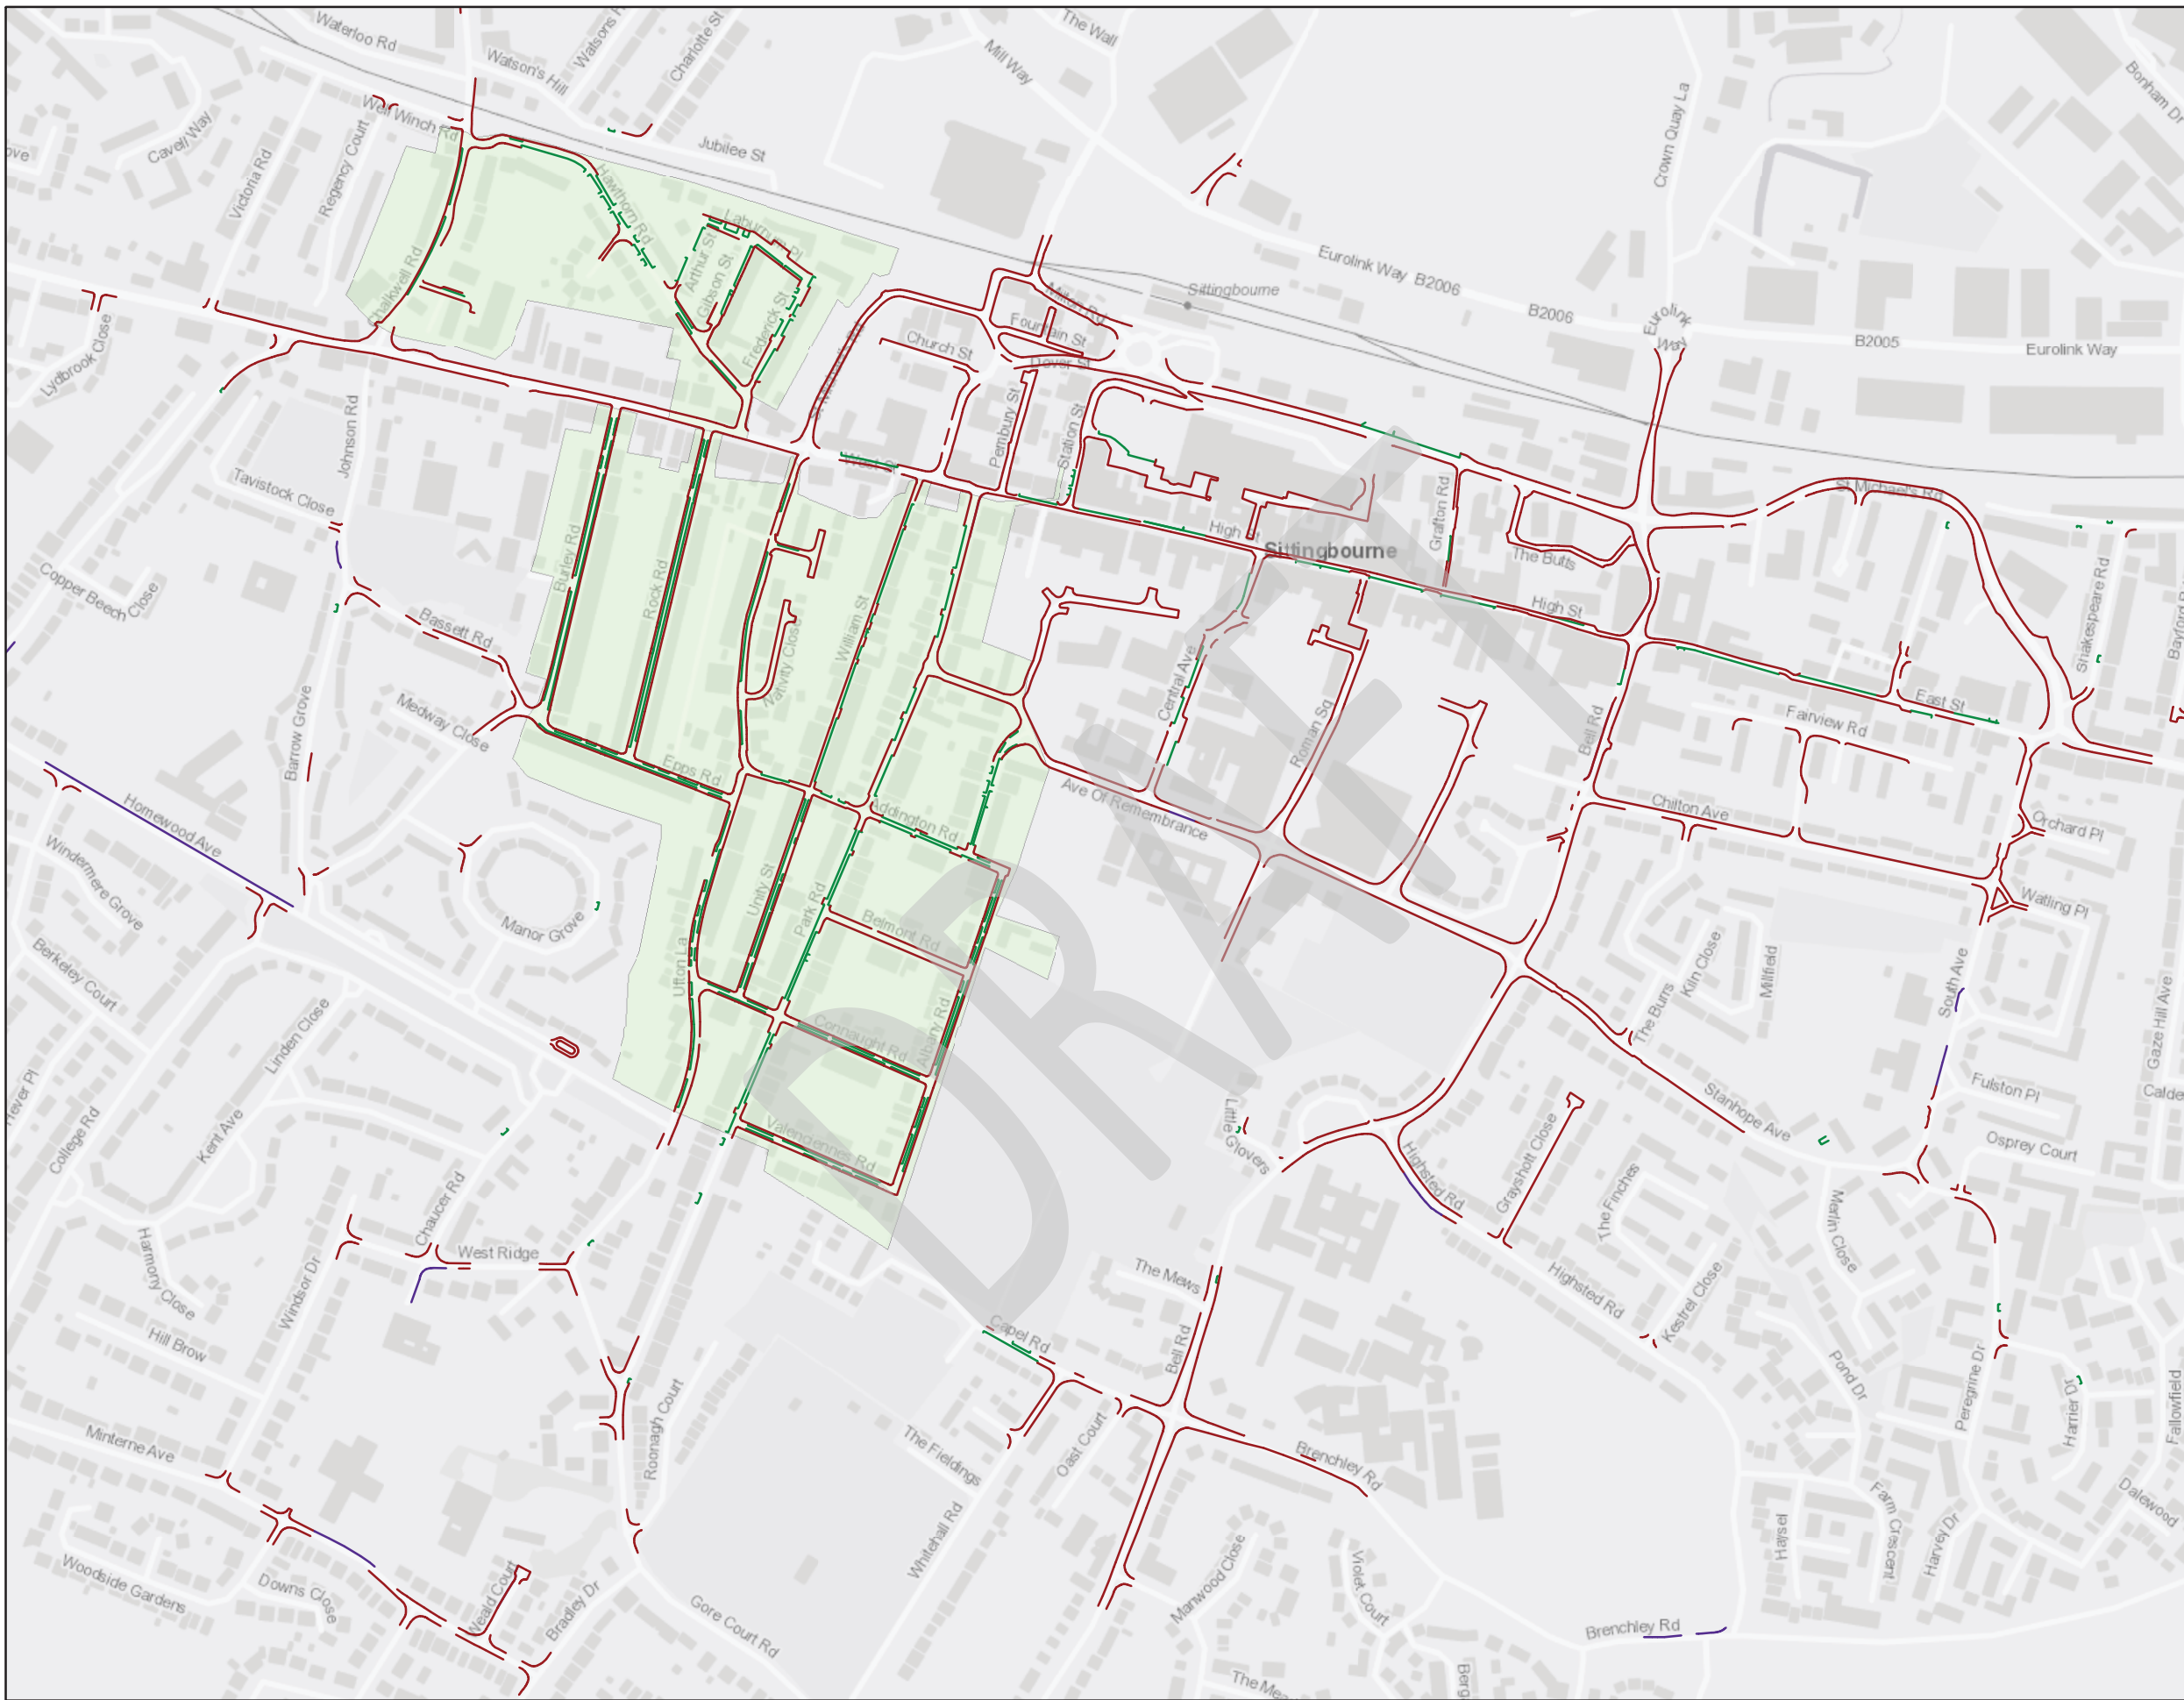 Waterloo Rd
Watson's Hill
Charlotte St
The Wall
Mill Way
Bonham Dr
Well Winch Rd
Cavell Way
Victoria Rd
Regency Court
Jubilee St
Crown Quay La
Hawthorn Rd
Laburnum Pl
Arthur St
Gibson St
Frederick St
Chalkwell Rd
Lydbrook Close
Eurolink Way B2006
B2006
Sittingbourne
Milton Rd
Fountain St
Dover St
Church St
St Michael's Rd
Eurolink Way
B2005
Eurolink Way
Johnson Rd
Tavistock Close
Pembury St
Station St
West St
High St
Sittingbourne
Grafton Rd
The Butts
High St
St Michael's Rd
Shakespeare Rd
Copper Beech Close
Bassett Rd
Burley Rd
Rock Rd
William St
Nativity Close
Central Ave
Roman Sq
Bell Rd
East St
Fairview Rd
Barrow Grove
Medway Close
Epps Rd
Addington Rd
Ave Of Remembrance
Chilton Ave
Orchard Pl
Watling Pl
Homewood Ave
Windermere Grove
Manor Grove
Unity St
Park Rd
Belmont Rd
Ufton La
Albany Rd
Connaught Rd
Valengennes Rd
Berkeley Court
Linden Close
Kent Ave
College Rd
Harmony Close
Chaucer Rd
West Ridge
Windsor Dr
Hill Brow
Minterne Ave
Woodside Gardens
Downs Close
Weald Court
Bradley Dr
Roonagh Court
Gore Court Rd
Kiln Close
Millfield
The Burrs
South Ave
Gaze Hill Ave
Fulston Pl
Osprey Court
Stanhope Ave
Little Glovers
Highsted Rd
Grayshott Close
The Finches
Merlin Close
Highsted Rd
Kestrel Close
Pond Dr
Peregrine Dr
Harrier Dr
Fallowfield
Dalewood
Farm Crescent
Harvey Dr
Haysel
The Mews
Capel Rd
Bell Rd
The Fieldings
Oast Court
Whitehall Rd
Brenchley Rd
Manwood Close
Violet Court
Brenchley Rd
DRAFT